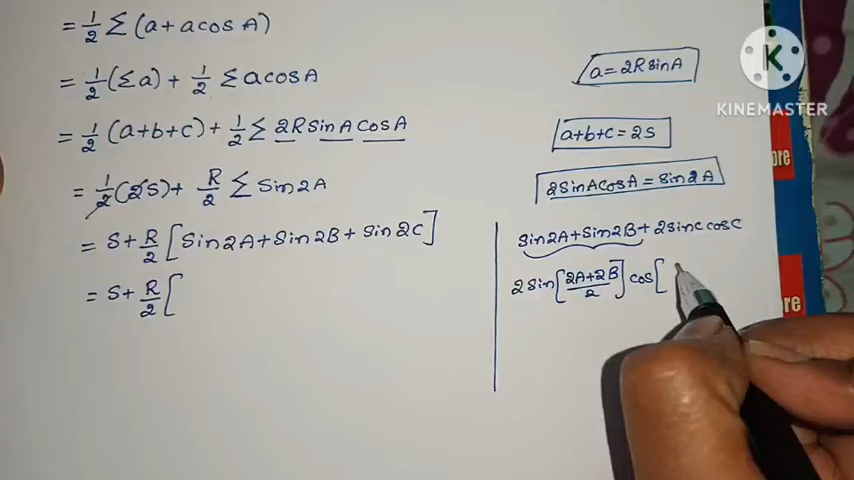 = 1/2 Σ (a + a cos A)
= 1/2 (Σa) + 1/2 Σ a cos A
= 1/2 (a+b+c) + 1/2 Σ 2R sin A cos A
= 1/2 (2s) + R/2 Σ sin 2A
= S + R/2 [sin 2A + sin 2B + sin 2C]
= S + R/2 [
a = 2R sin A
a+b+c = 2s
2 sin A cos A = sin 2A
sin 2A + sin 2B + 2 sin c cos c
2 sin [2A+2B/2] cos [
K
KINEMASTER
ore
re